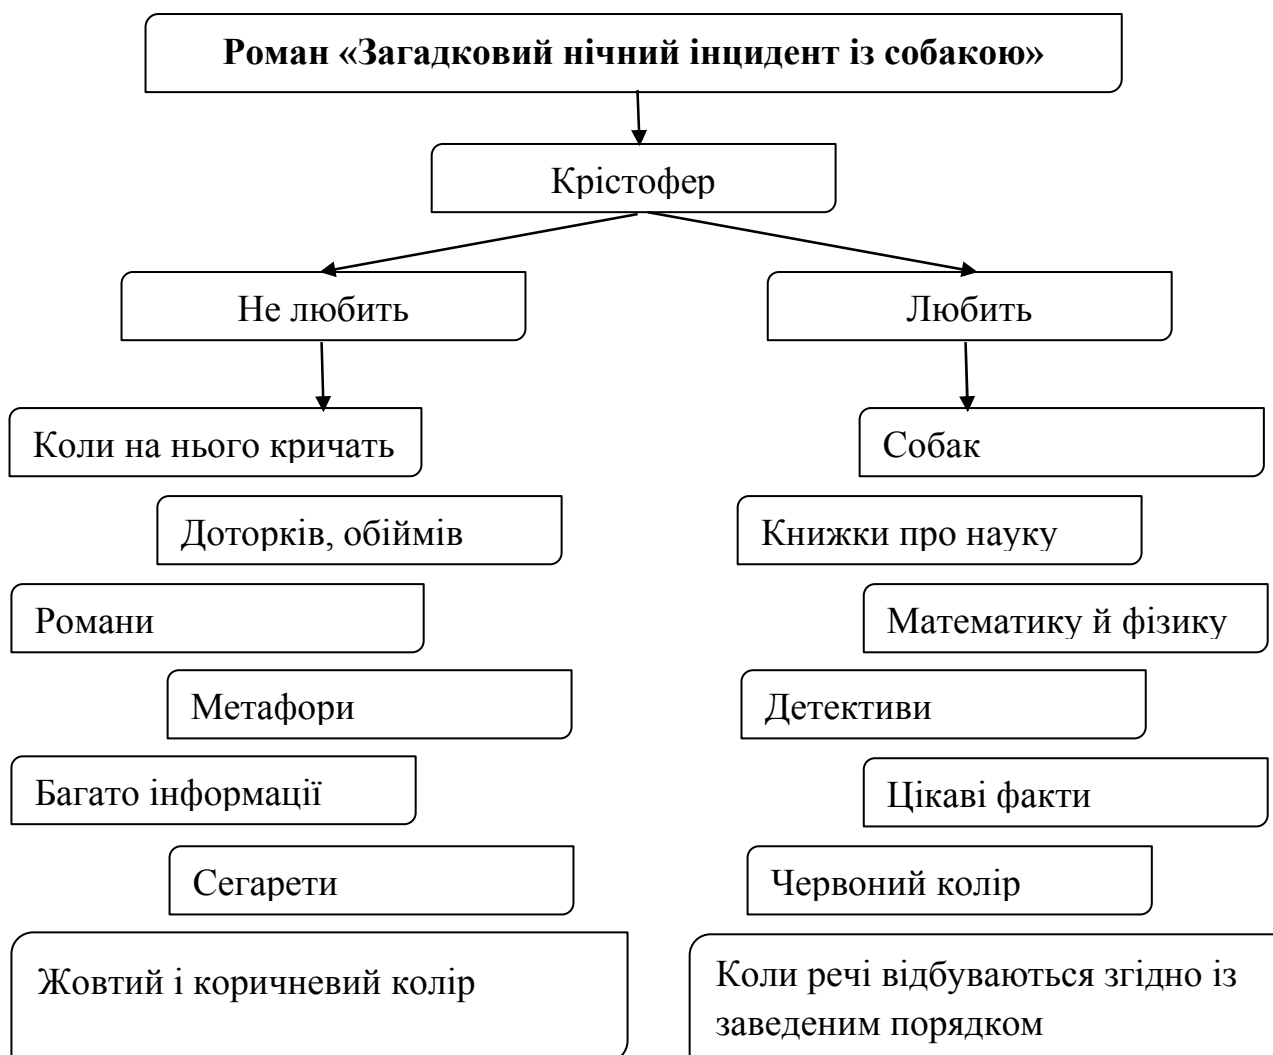 Роман «Загадковий нічний інцидент із собакою»
Крістофер
Не любить
Любить
Коли на нього кричать
Собак
Доторків, обіймів
Книжки про науку
Романи
Математику й фізику
Метафори
Детективи
Багато інформації
Цікаві факти
Сегарети
Червоний колір
Жовтий і коричневий колір
Коли речі відбуваються згідно із
заведеним порядком